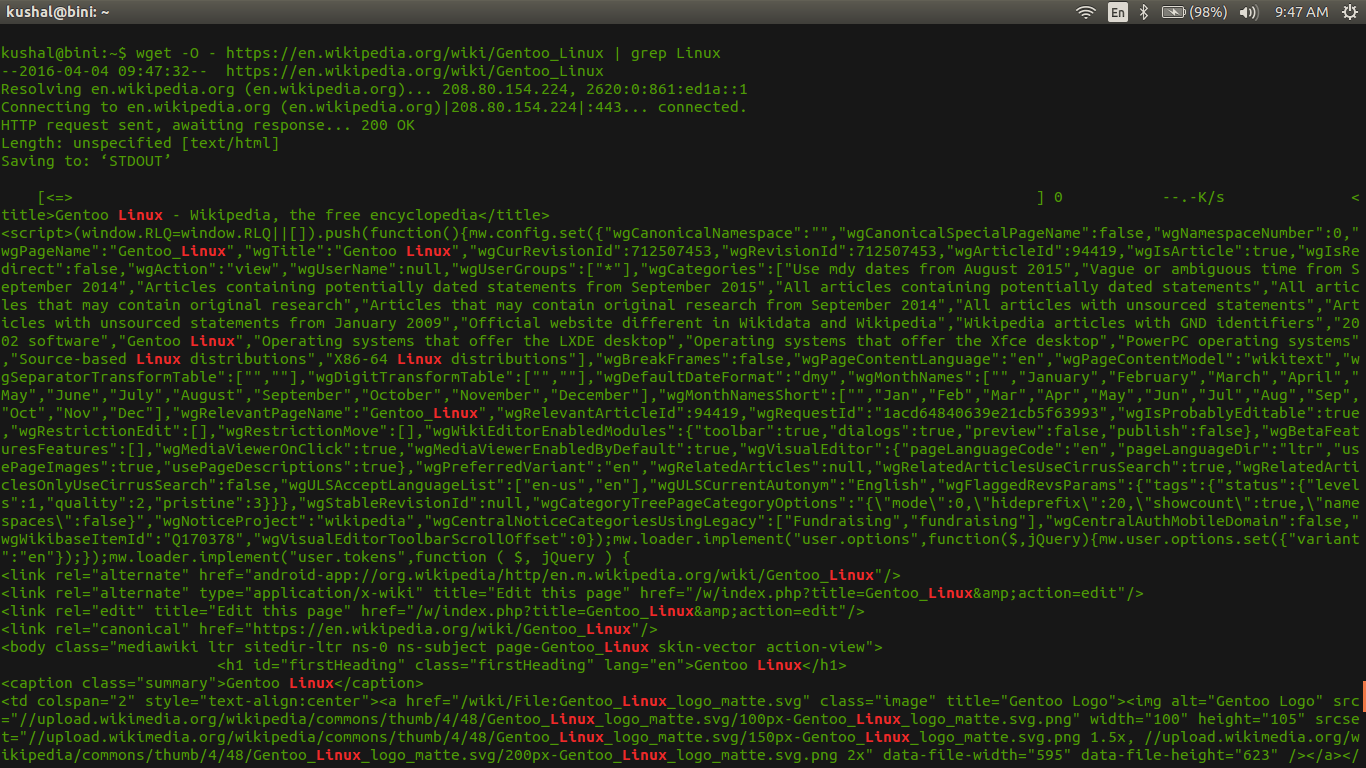 kushal@bini: ~
En
(98%)
9:47 AM
kushal@bini:~$ wget -O - https://en.wikipedia.org/wiki/Gentoo_Linux | grep Linux
--2016-04-04 09:47:32--  https://en.wikipedia.org/wiki/Gentoo_Linux
Resolving en.wikipedia.org (en.wikipedia.org)... 208.80.154.224, 2620:0:861:ed1a::1
Connecting to en.wikipedia.org (en.wikipedia.org)|208.80.154.224|:443... connected.
HTTP request sent, awaiting response... 200 OK
Length: unspecified [text/html]
Saving to: ‘STDOUT’
    [<=>                                                                                                           ] 0           --.-K/s              <
title>Gentoo Linux - Wikipedia, the free encyclopedia</title>
<script>(window.RLQ=window.RLQ||[]).push(function(){mw.config.set({"wgCanonicalNamespace":"","wgCanonicalSpecialPageName":false,"wgNamespaceNumber":0,"
wgPageName":"Gentoo_Linux","wgTitle":"Gentoo Linux","wgCurRevisionId":712507453,"wgRevisionId":712507453,"wgArticleId":94419,"wgIsArticle":true,"wgIsRe
direct":false,"wgAction":"view","wgUserName":null,"wgUserGroups":["*"],"wgCategories":["Use mdy dates from August 2015","Vague or ambiguous time from S
eptember 2014","Articles containing potentially dated statements from September 2015","All articles containing potentially dated statements","All artic
les that may contain original research","Articles that may contain original research from September 2014","All articles with unsourced statements","Art
icles with unsourced statements from January 2009","Official website different in Wikidata and Wikipedia","Wikipedia articles with GND identifiers","20
02 software","Gentoo Linux","Operating systems that offer the LXDE desktop","Operating systems that offer the Xfce desktop","PowerPC operating systems"
,"Source-based Linux distributions","X86-64 Linux distributions"],"wgBreakFrames":false,"wgPageContentLanguage":"en","wgPageContentModel":"wikitext","w
gSeparatorTransformTable":["",""],"wgDigitTransformTable":["",""],"wgDefaultDateFormat":"dmy","wgMonthNames":["","January","February","March","April","
May","June","July","August","September","October","November","December"],"wgMonthNamesShort":["","Jan","Feb","Mar","Apr","May","Jun","Jul","Aug","Sep",
"Oct","Nov","Dec"],"wgRelevantPageName":"Gentoo_Linux","wgRelevantArticleId":94419,"wgRequestId":"1acd64840639e21cb5f63993","wgIsProbablyEditable":true
,"wgRestrictionEdit":[],"wgRestrictionMove":[],"wgWikiEditorEnabledModules":{"toolbar":true,"dialogs":true,"preview":false,"publish":false},"wgBetaFeat
uresFeatures":[],"wgMediaViewerOnClick":true,"wgMediaViewerEnabledByDefault":true,"wgVisualEditor":{"pageLanguageCode":"en","pageLanguageDir":"ltr","us
ePageImages":true,"usePageDescriptions":true},"wgPreferredVariant":"en","wgRelatedArticles":null,"wgRelatedArticlesUseCirrusSearch":true,"wgRelatedArti
clesOnlyUseCirrusSearch":false,"wgULSAcceptLanguageList":["en-us","en"],"wgULSCurrentAutonym":"English","wgFlaggedRevsParams":{"tags":{"status":{"level
s":1,"quality":2,"pristine":3}}},"wgStableRevisionId":null,"wgCategoryTreePageCategoryOptions":"{\"mode\":0,\"hideprefix\":20,\"showcount\":true,\"name
spaces\":false}","wgNoticeProject":"wikipedia","wgCentralNoticeCategoriesUsingLegacy":["Fundraising","fundraising"],"wgCentralAuthMobileDomain":false,"
wgWikibaseItemId":"Q170378","wgVisualEditorToolbarScrollOffset":0});mw.loader.implement("user.options",function($,jQuery){mw.user.options.set({"variant
":"en"});});mw.loader.implement("user.tokens",function ( $, jQuery ) {
<link rel="alternate" href="android-app://org.wikipedia/http/en.m.wikipedia.org/wiki/Gentoo_Linux"/>
<link rel="alternate" type="application/x-wiki" title="Edit this page" href="/w/index.php?title=Gentoo_Linux&amp;action=edit"/>
<link rel="edit" title="Edit this page" href="/w/index.php?title=Gentoo_Linux&amp;action=edit"/>
<link rel="canonical" href="https://en.wikipedia.org/wiki/Gentoo_Linux"/>
<body class="mediawiki ltr sitedir-ltr ns-0 ns-subject page-Gentoo_Linux skin-vector action-view">
                        <h1 id="firstHeading" class="firstHeading" lang="en">Gentoo Linux</h1>
<caption class="summary">Gentoo Linux</caption>
<td colspan="2" style="text-align:center"><a href="/wiki/File:Gentoo_Linux_logo_matte.svg" class="image" title="Gentoo Logo"><img alt="Gentoo Logo" src
="//upload.wikimedia.org/wikipedia/commons/thumb/4/48/Gentoo_Linux_logo_matte.svg/100px-Gentoo_Linux_logo_matte.svg.png" width="100" height="105" srcse
t="//upload.wikimedia.org/wikipedia/commons/thumb/4/48/Gentoo_Linux_logo_matte.svg/150px-Gentoo_Linux_logo_matte.svg.png 1.5x, //upload.wikimedia.org/w
ikipedia/commons/thumb/4/48/Gentoo_Linux_logo_matte.svg/200px-Gentoo_Linux_logo_matte.svg.png 2x" data-file-width="595" data-file-height="623" /></a></